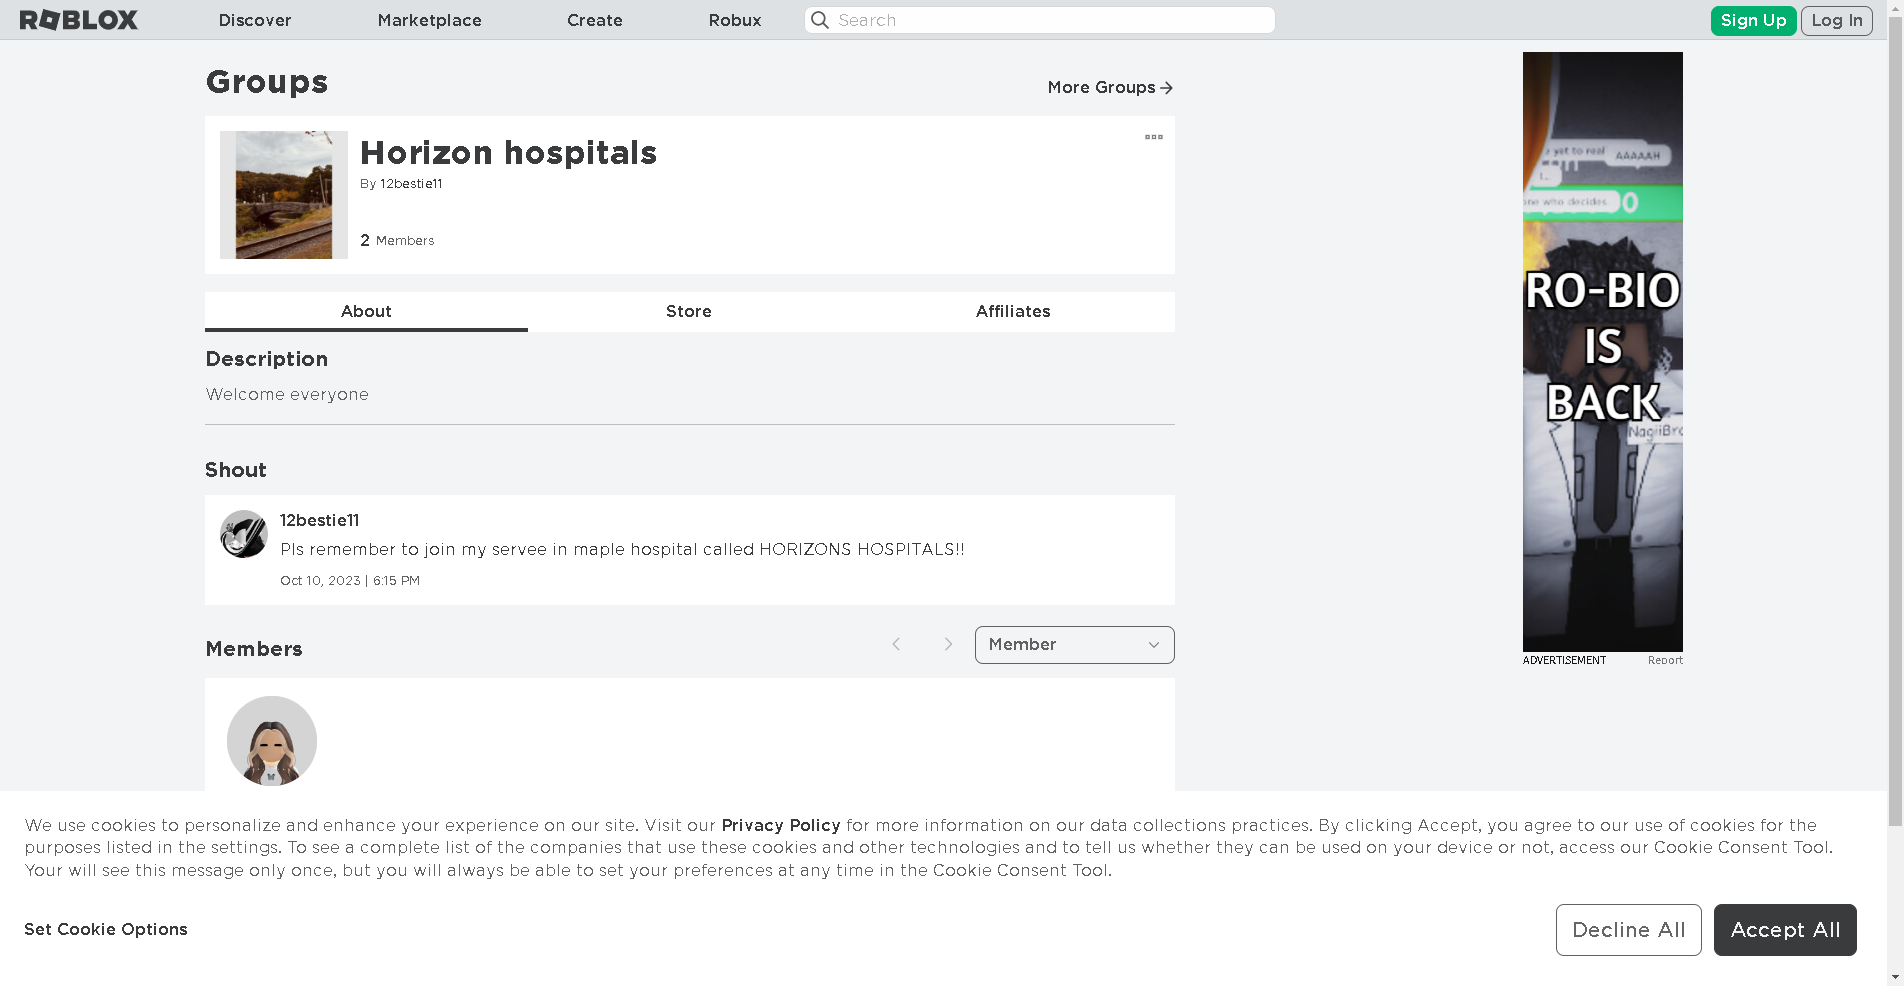 ROBLOX Discover Marketplace Create Robux Search Sign Up Log In
Groups
More Groups
Horizon hospitals
By 12bestie11
2 Members
About Store Affiliates
Description
Welcome everyone
Shout
12bestie11
Pls remember to join my servee in maple hospital called HORIZONS HOSPITALS!!
Oct 10, 2023 | 6:15 PM
Members
Member
yet to real
AAAAAH
one who decides..
0
RO-BIO
IS
BACK
ADVERTISEMENT Report
We use cookies to personalize and enhance your experience on our site. Visit our Privacy Policy for more information on our data collections practices. By clicking Accept, you agree to our use of cookies for the
purposes listed in the settings. To see a complete list of the companies that use these cookies and other technologies and to tell us whether they can be used on your device or not, access our Cookie Consent Tool.
Your will see this message only once, but you will always be able to set your preferences at any time in the Cookie Consent Tool.
Set Cookie Options
Decline All
Accept All